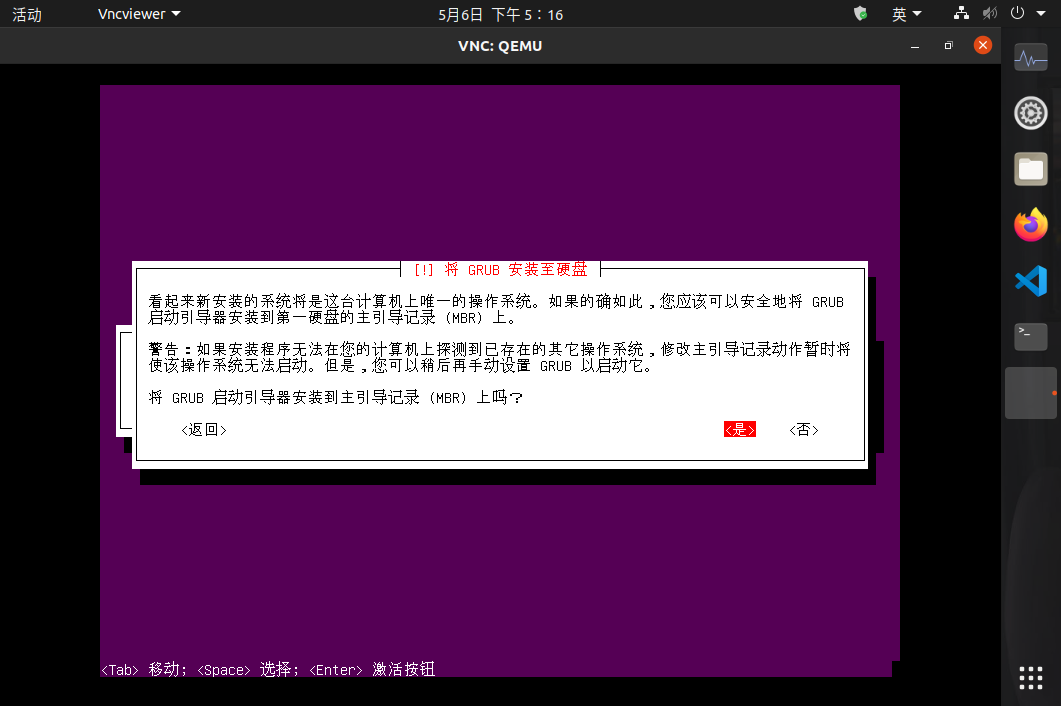 活动 Vncviewer 5月6日 下午 5：16 英
VNC: QEMU
[!] 将 GRUB 安装至硬盘
看起来新安装的系统将是这台计算机上唯一的操作系统。如果的确如此，您应该可以安全地将 GRUB
启动引导器安装到第一硬盘的主引导记录 (MBR) 上。
警告：如果安装程序无法在您的计算机上探测到已存在的其它操作系统，修改主引导记录动作暂时将
使该操作系统无法启动。但是，您可以稍后再手动设置 GRUB 以启动它。
将 GRUB 启动引导器安装到主引导记录 (MBR) 上吗？
<返回> <是> <否>
<Tab> 移动; <Space> 选择; <Enter> 激活按钮